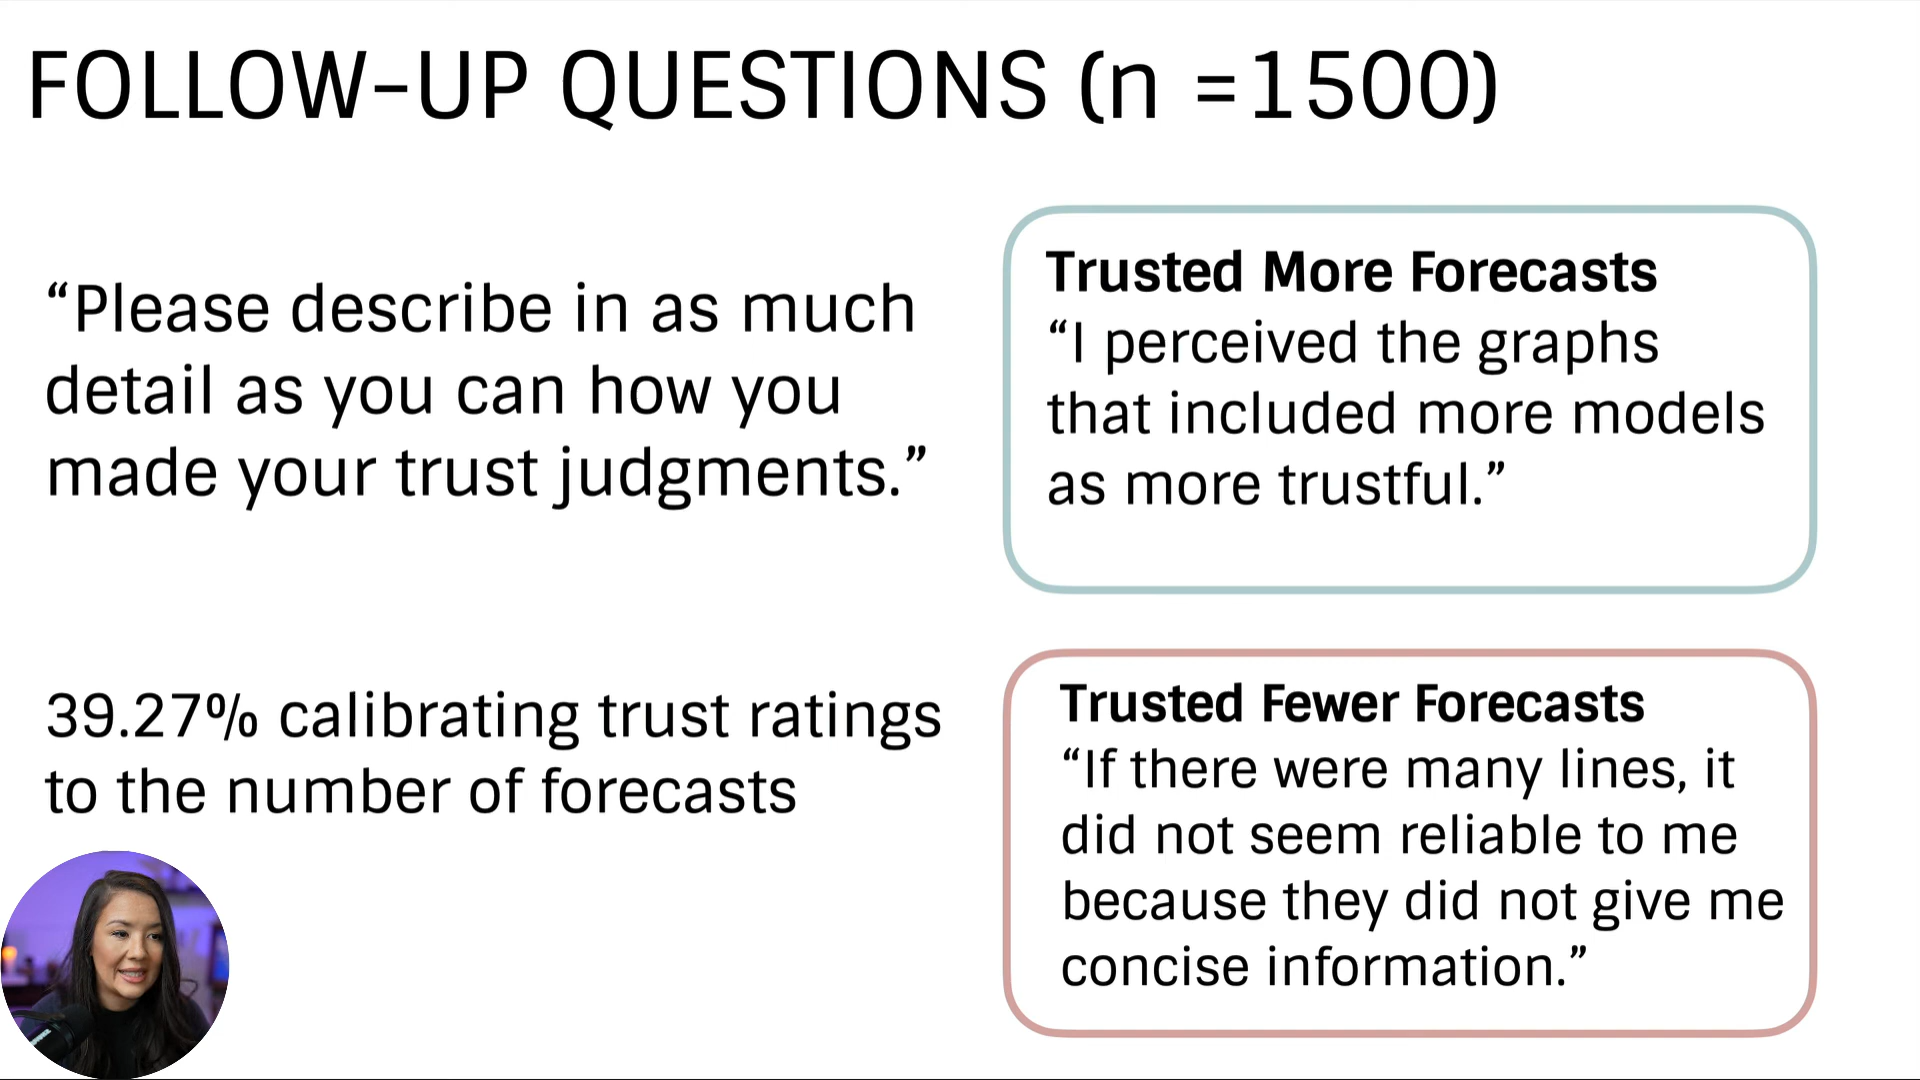 FOLLOW-UP QUESTIONS (n =1500)
“Please describe in as much
detail as you can how you
made your trust judgments.”
39.27% calibrating trust ratings
to the number of forecasts
Trusted More Forecasts
“I perceived the graphs
that included more models
as more trustful.”
Trusted Fewer Forecasts
“If there were many lines, it
did not seem reliable to me
because they did not give me
concise information.”